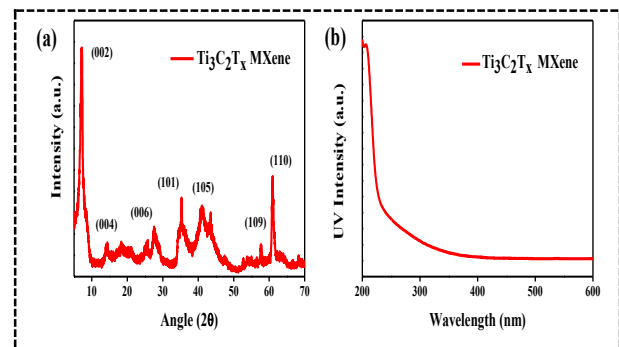 (a)
(002)
Ti₃C₂Tₓ MXene
(004)
(006)
(101)
(105)
(109)
(110)
Intensity (a.u.)
10 20 30 40 50 60 70
Angle (2θ)
(b)
Ti₃C₂Tₓ MXene
UV Intensity (a.u.)
200 300 400 500 600
Wavelength (nm)